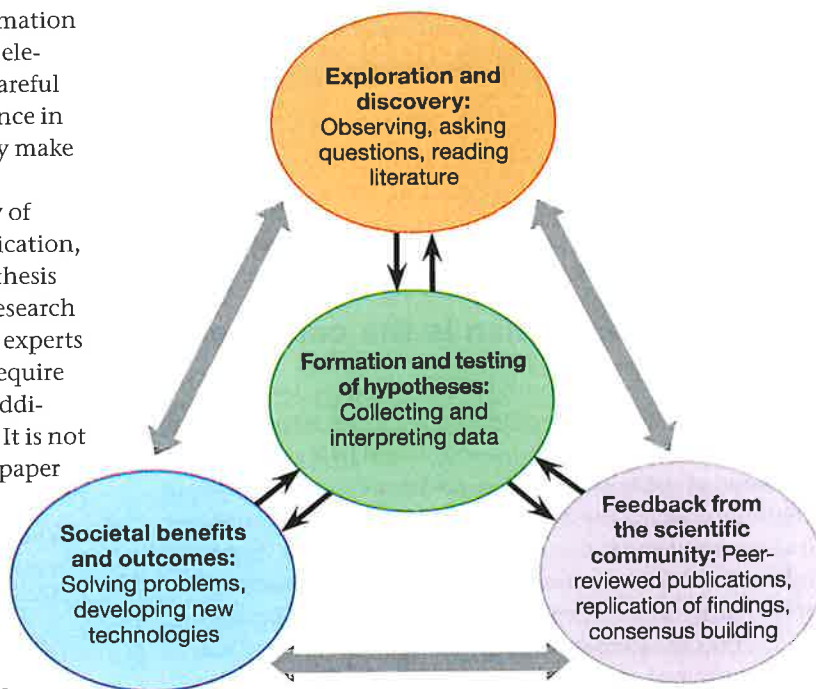 mation
ele-
areful
nce in
y make
y of
ication,
thesis
esearch
experts
equire
ddi-
It is not
paper
Exploration and
discovery:
Observing, asking
questions, reading
literature
Formation and testing
of hypotheses:
Collecting and
interpreting data
Societal benefits
and outcomes:
Solving problems,
developing new
technologies
Feedback from
the scientific
community: Peer-
reviewed publications,
replication of findings,
consensus building